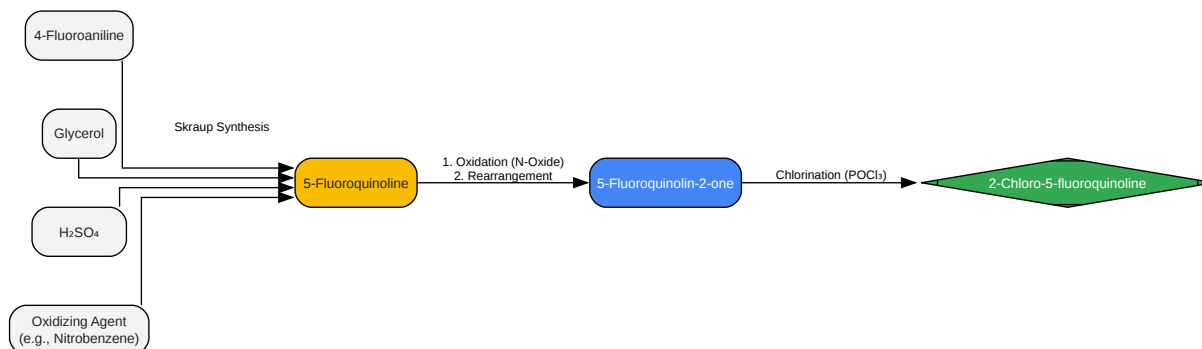 4-Fluoroaniline
Glycerol
H₂SO₄
Oxidizing Agent
(e.g., Nitrobenzene)
Skraup Synthesis
5-Fluoroquinoline
1. Oxidation (N-Oxide)
2. Rearrangement
5-Fluoroquinolin-2-one
Chlorination (POCl₃)
2-Chloro-5-fluoroquinoline